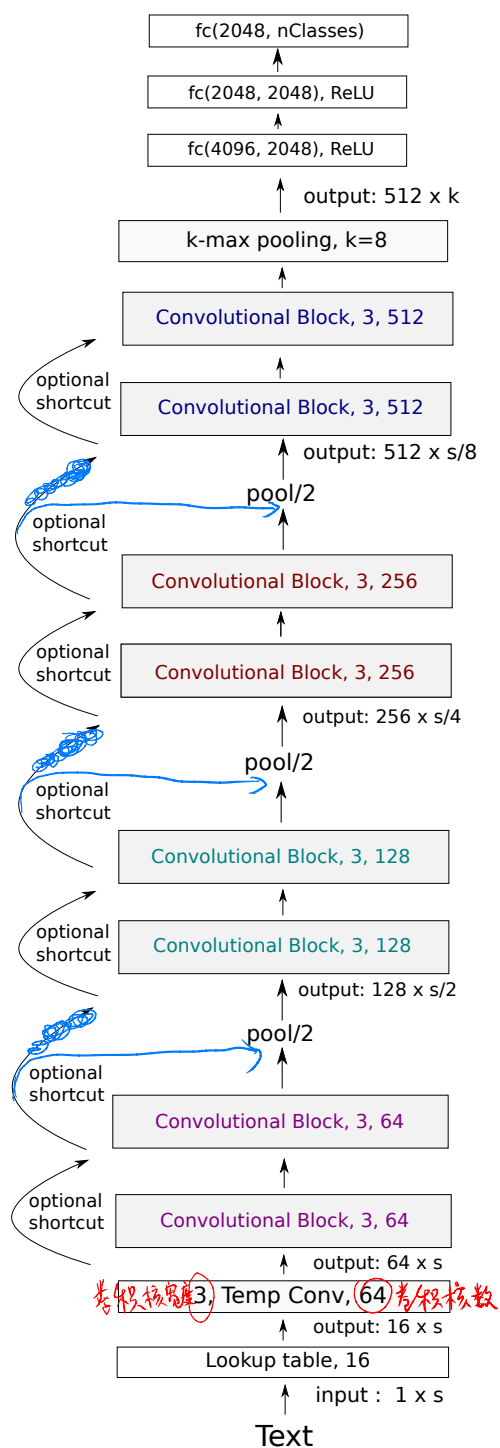 fc(2048, nClasses)
fc(2048, 2048), ReLU
fc(4096, 2048), ReLU
output: 512 x k
k-max pooling, k=8
Convolutional Block, 3, 512
optional
shortcut
Convolutional Block, 3, 512
output: 512 x s/8
pool/2
optional
shortcut
Convolutional Block, 3, 256
optional
shortcut
Convolutional Block, 3, 256
output: 256 x s/4
pool/2
optional
shortcut
Convolutional Block, 3, 128
optional
shortcut
Convolutional Block, 3, 128
output: 128 x s/2
pool/2
optional
shortcut
Convolutional Block, 3, 64
optional
shortcut
Convolutional Block, 3, 64
output: 64 x s
卷积核宽度 3, Temp Conv, 64 卷积核数
output: 16 x s
Lookup table, 16
input : 1 x s
Text